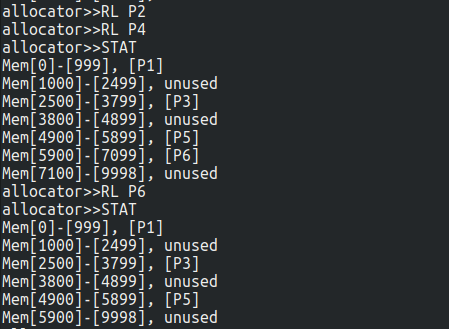 allocator>>RL P2
allocator>>RL P4
allocator>>STAT
Mem[0]-[999], [P1]
Mem[1000]-[2499], unused
Mem[2500]-[3799], [P3]
Mem[3800]-[4899], unused
Mem[4900]-[5899], [P5]
Mem[5900]-[7099], [P6]
Mem[7100]-[9998], unused
allocator>>RL P6
allocator>>STAT
Mem[0]-[999], [P1]
Mem[1000]-[2499], unused
Mem[2500]-[3799], [P3]
Mem[3800]-[4899], unused
Mem[4900]-[5899], [P5]
Mem[5900]-[9998], unused